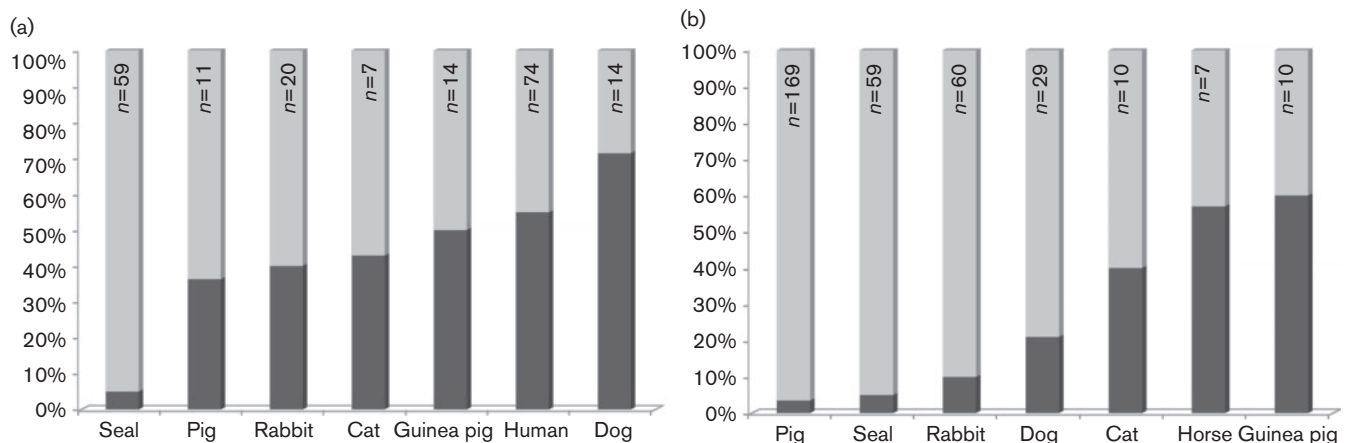 (a)
100%
90%
80%
70%
60%
50%
40%
30%
20%
10%
0%
n=59
n=11
n=20
n=7
n=14
n=74
n=14
Seal Pig Rabbit Cat Guinea pig Human Dog
(b)
100%
90%
80%
70%
60%
50%
40%
30%
20%
10%
0%
n=169
n=59
n=60
n=29
n=10
n=7
n=10
Pig Seal Rabbit Dog Cat Horse Guinea pig